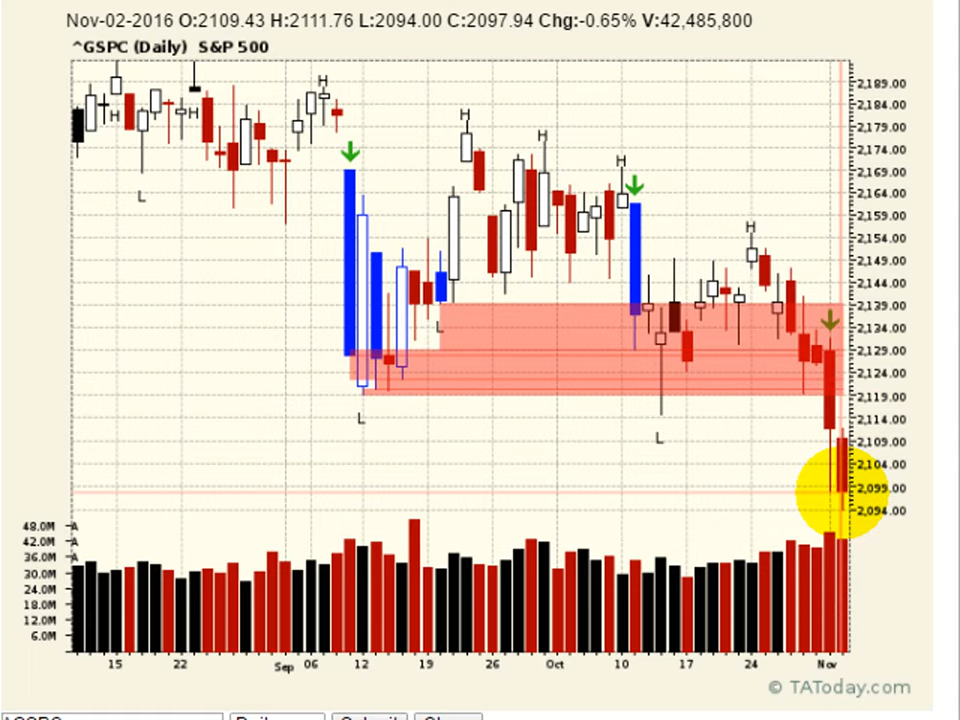 Nov-02-2016 O:2109.43 H:2111.76 L:2094.00 C:2097.94 Chg:-0.65% V:42,485,800
^GSPC (Daily) S&P 500
2,189.00
2,184.00
2,179.00
2,174.00
2,169.00
2,164.00
2,159.00
2,154.00
2,149.00
2,144.00
2,139.00
2,134.00
2,129.00
2,124.00
2,119.00
2,114.00
2,109.00
2,104.00
2,099.00
2,094.00
H
H
H
H
H
H
H
L
L
L
L
48.0M A
42.0M A
36.0M A
30.0M
24.0M
18.0M
12.0M
6.0M
15 22 Sep 06 12 19 26 Oct 10 17 24 Nov
© TAToday.com